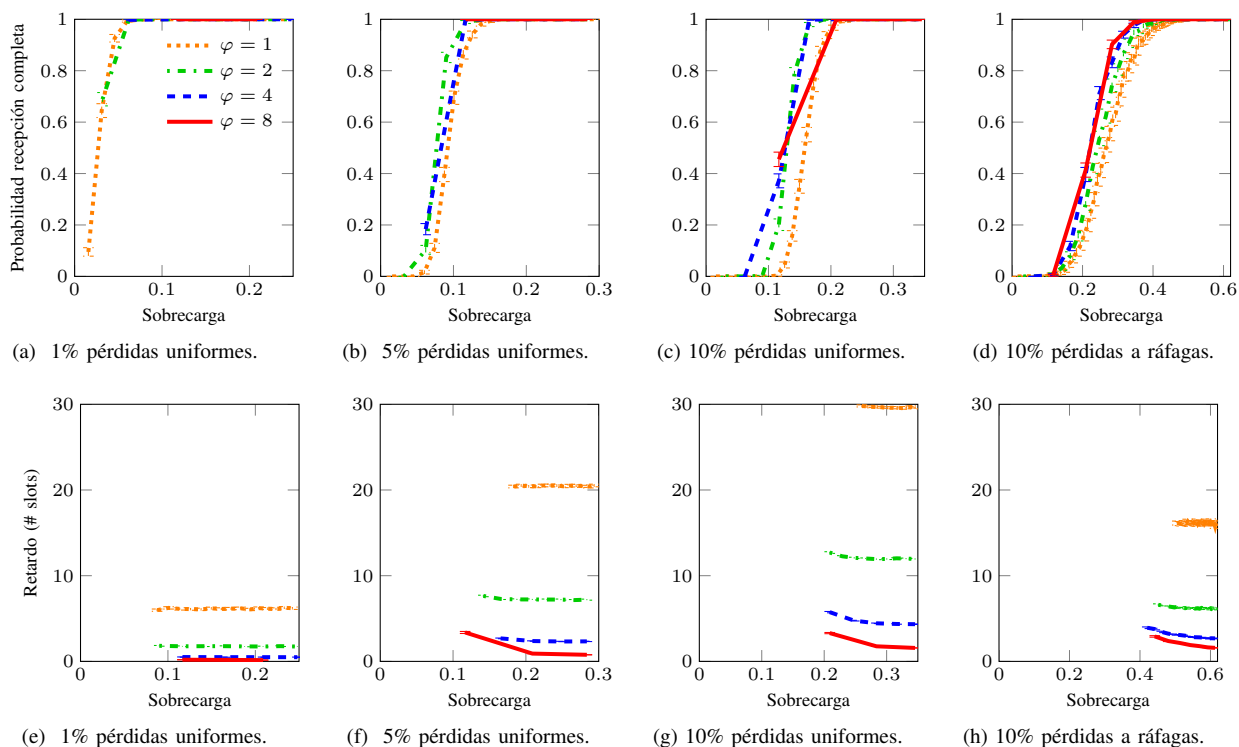 Probabilidad recepción completa
1
0.8
0.6
0.4
0.2
0
φ = 1
φ = 2
φ = 4
φ = 8
0 0.1 0.2
Sobrecarga
(a) 1% pérdidas uniformes.
1
0.8
0.6
0.4
0.2
0
0 0.1 0.2 0.3
Sobrecarga
(b) 5% pérdidas uniformes.
1
0.8
0.6
0.4
0.2
0
0 0.1 0.2 0.3
Sobrecarga
(c) 10% pérdidas uniformes.
1
0.8
0.6
0.4
0.2
0
0 0.2 0.4 0.6
Sobrecarga
(d) 10% pérdidas a ráfagas.
Retardo (# slots)
30
20
10
0
0 0.1 0.2
Sobrecarga
(e) 1% pérdidas uniformes.
30
20
10
0
0 0.1 0.2 0.3
Sobrecarga
(f) 5% pérdidas uniformes.
30
20
10
0
0 0.1 0.2 0.3
Sobrecarga
(g) 10% pérdidas uniformes.
30
20
10
0
0 0.2 0.4 0.6
Sobrecarga
(h) 10% pérdidas a ráfagas.